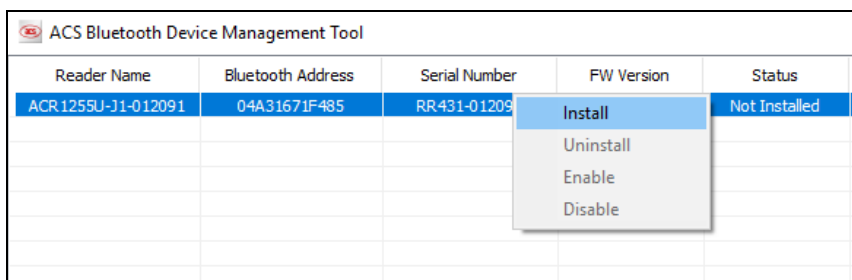 ACS Bluetooth Device Management Tool
Reader Name Bluetooth Address Serial Number FW Version Status
ACR1255U-J1-012091 04A31671F485 RR431-01209 Not Installed
Install
Uninstall
Enable
Disable